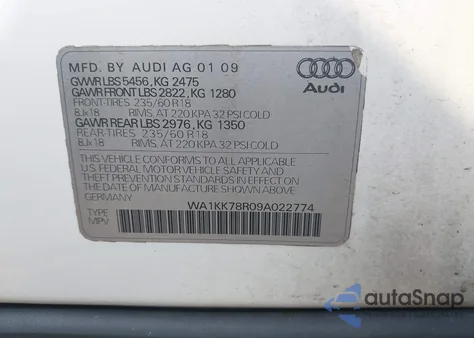 MFD. BY AUDI AG 01 09
GVWR LBS 5456, KG 2475
GAWR FRONT LBS 2822, KG 1280
FRONT-TIRES 235/60 R18
8Jx18 RIMS, AT 220 KPA 32 PSI COLD
GAWR REAR LBS 2976, KG 1350
REAR-TIRES 235/60 R18
8Jx18 RIMS, AT 220 KPA 32 PSI COLD
Audi
THIS VEHICLE CONFORMS TO ALL APPLICABLE
U.S. FEDERAL MOTOR VEHICLE SAFETY AND
THEFT PREVENTION STANDARDS IN EFFECT ON
THE DATE OF MANUFACTURE SHOWN ABOVE
GERMANY
WA1KK78R09A022774
TYPE
MPV
autoSnap